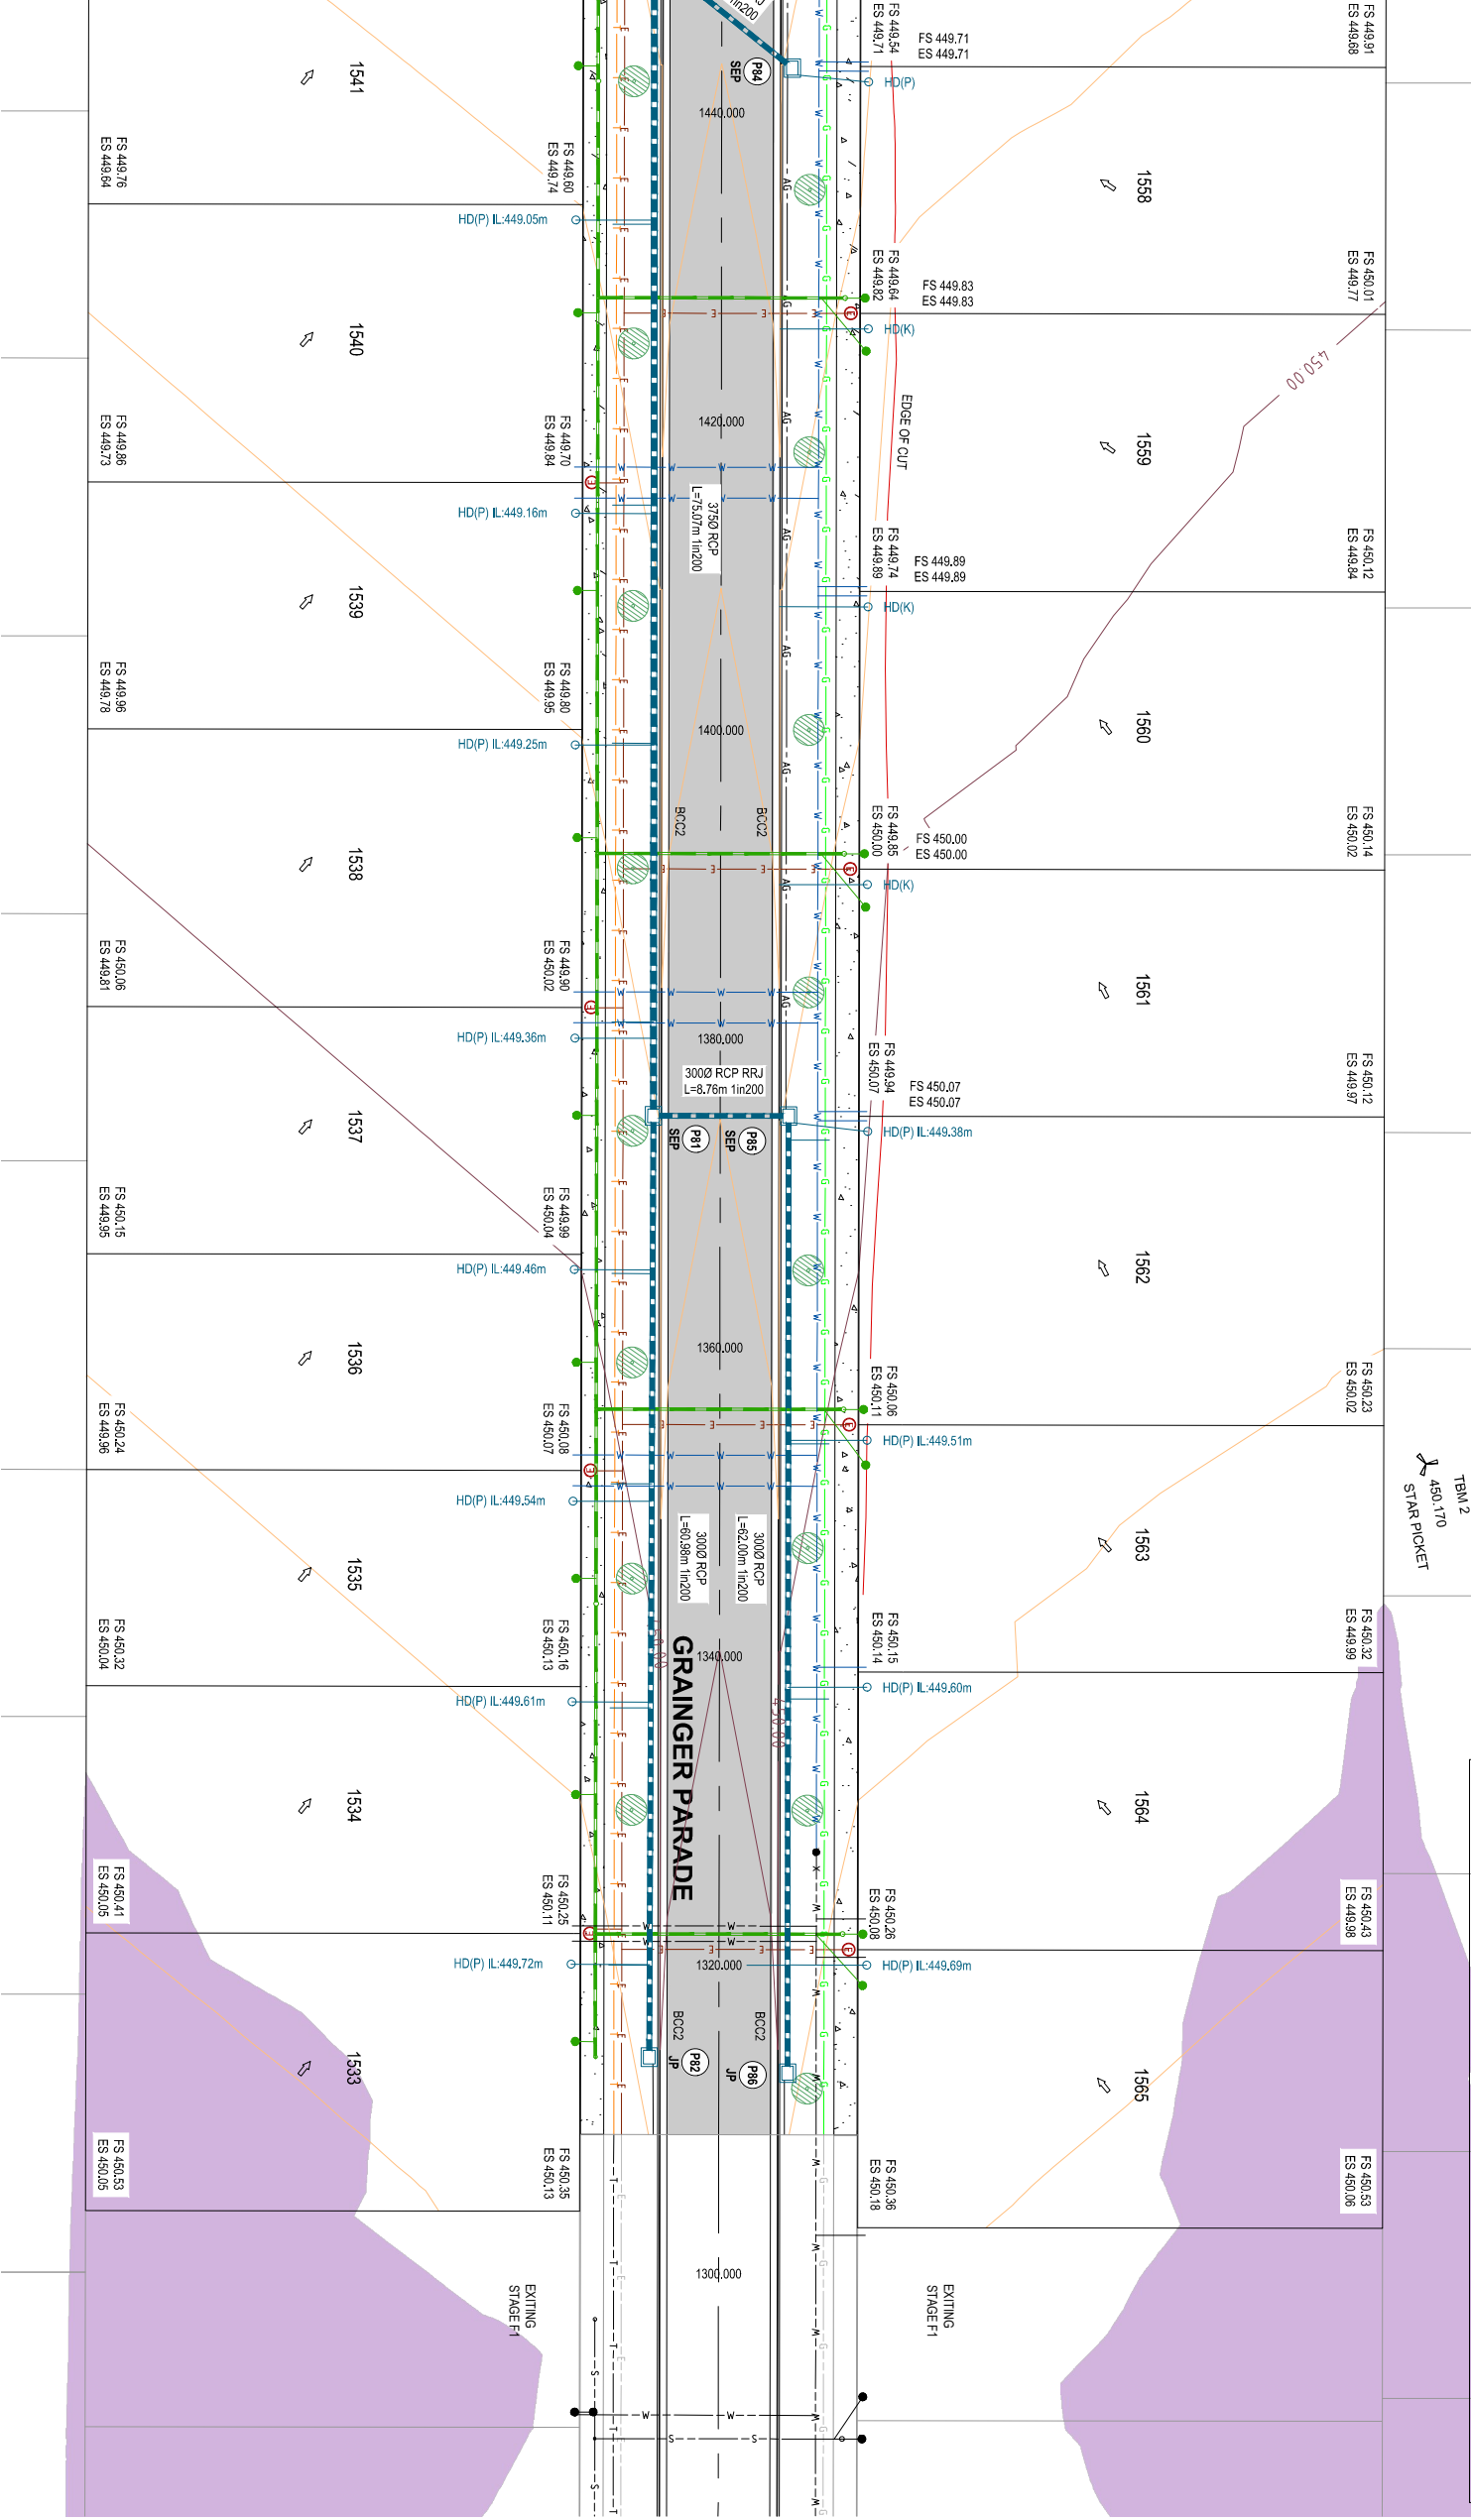 1in200
FS 449.54
ES 449.71
FS 449.71
ES 449.71
FS 449.91
ES 449.68
HD(P)
P84
SEP
1541
1440.000
FS 449.76
ES 449.64
FS 449.60
ES 449.74
AG
1558
HD(P) IL:449.05m
FS 449.64
ES 449.82
FS 449.83
ES 449.83
FS 450.01
ES 449.77
HD(K)
1540
450.00
EDGE OF CUT
1420.000
FS 449.86
ES 449.73
FS 449.70
ES 449.84
1559
HD(P) IL:449.16m
375Ø RCP
L=75.07m 1in200
FS 449.74
ES 449.89
FS 449.89
ES 449.89
FS 450.12
ES 449.84
HD(K)
1539
FS 449.96
ES 449.78
FS 449.80
ES 449.95
1400.000
1560
HD(P) IL:449.25m
BCC2
BCC2
FS 449.85
ES 450.00
FS 450.00
ES 450.00
FS 450.14
ES 450.02
1538
HD(K)
FS 450.06
ES 449.81
FS 449.90
ES 450.02
1561
HD(P) IL:449.36m
1380.000
300Ø RCP RRJ
L=8.76m 1in200
FS 449.94
ES 450.07
FS 450.07
ES 450.07
FS 450.12
ES 449.97
1537
P81
SEP
P85
SEP
HD(P) IL:449.38m
FS 450.15
ES 449.95
FS 449.99
ES 450.04
HD(P) IL:449.46m
1562
1536
1360.000
FS 450.24
ES 449.96
FS 450.08
ES 450.07
FS 450.06
ES 450.11
FS 450.23
ES 450.02
HD(P) IL:449.51m
HD(P) IL:449.54m
TBM 2
450.170
STAR PICKET
300Ø RCP
L=60.98m 1in200
300Ø RCP
L=62.00m 1in200
1535
1563
FS 450.32
ES 450.04
FS 450.16
ES 450.13
1340.000
FS 450.15
ES 450.14
FS 450.32
ES 449.99
HD(P) IL:449.61m
HD(P) IL:449.60m
450.00
GRAINGER PARADE
1534
1564
FS 450.41
ES 450.05
FS 450.25
ES 450.11
FS 450.26
ES 450.08
FS 450.43
ES 449.98
HD(P) IL:449.72m
1320.000
HD(P) IL:449.69m
BCC2
BCC2
1533
P82
JP
P86
JP
1565
FS 450.53
ES 450.05
FS 450.35
ES 450.13
FS 450.36
ES 450.18
FS 450.53
ES 450.06
1300.000
EXITING
STAGE F1
EXITING
STAGE F1